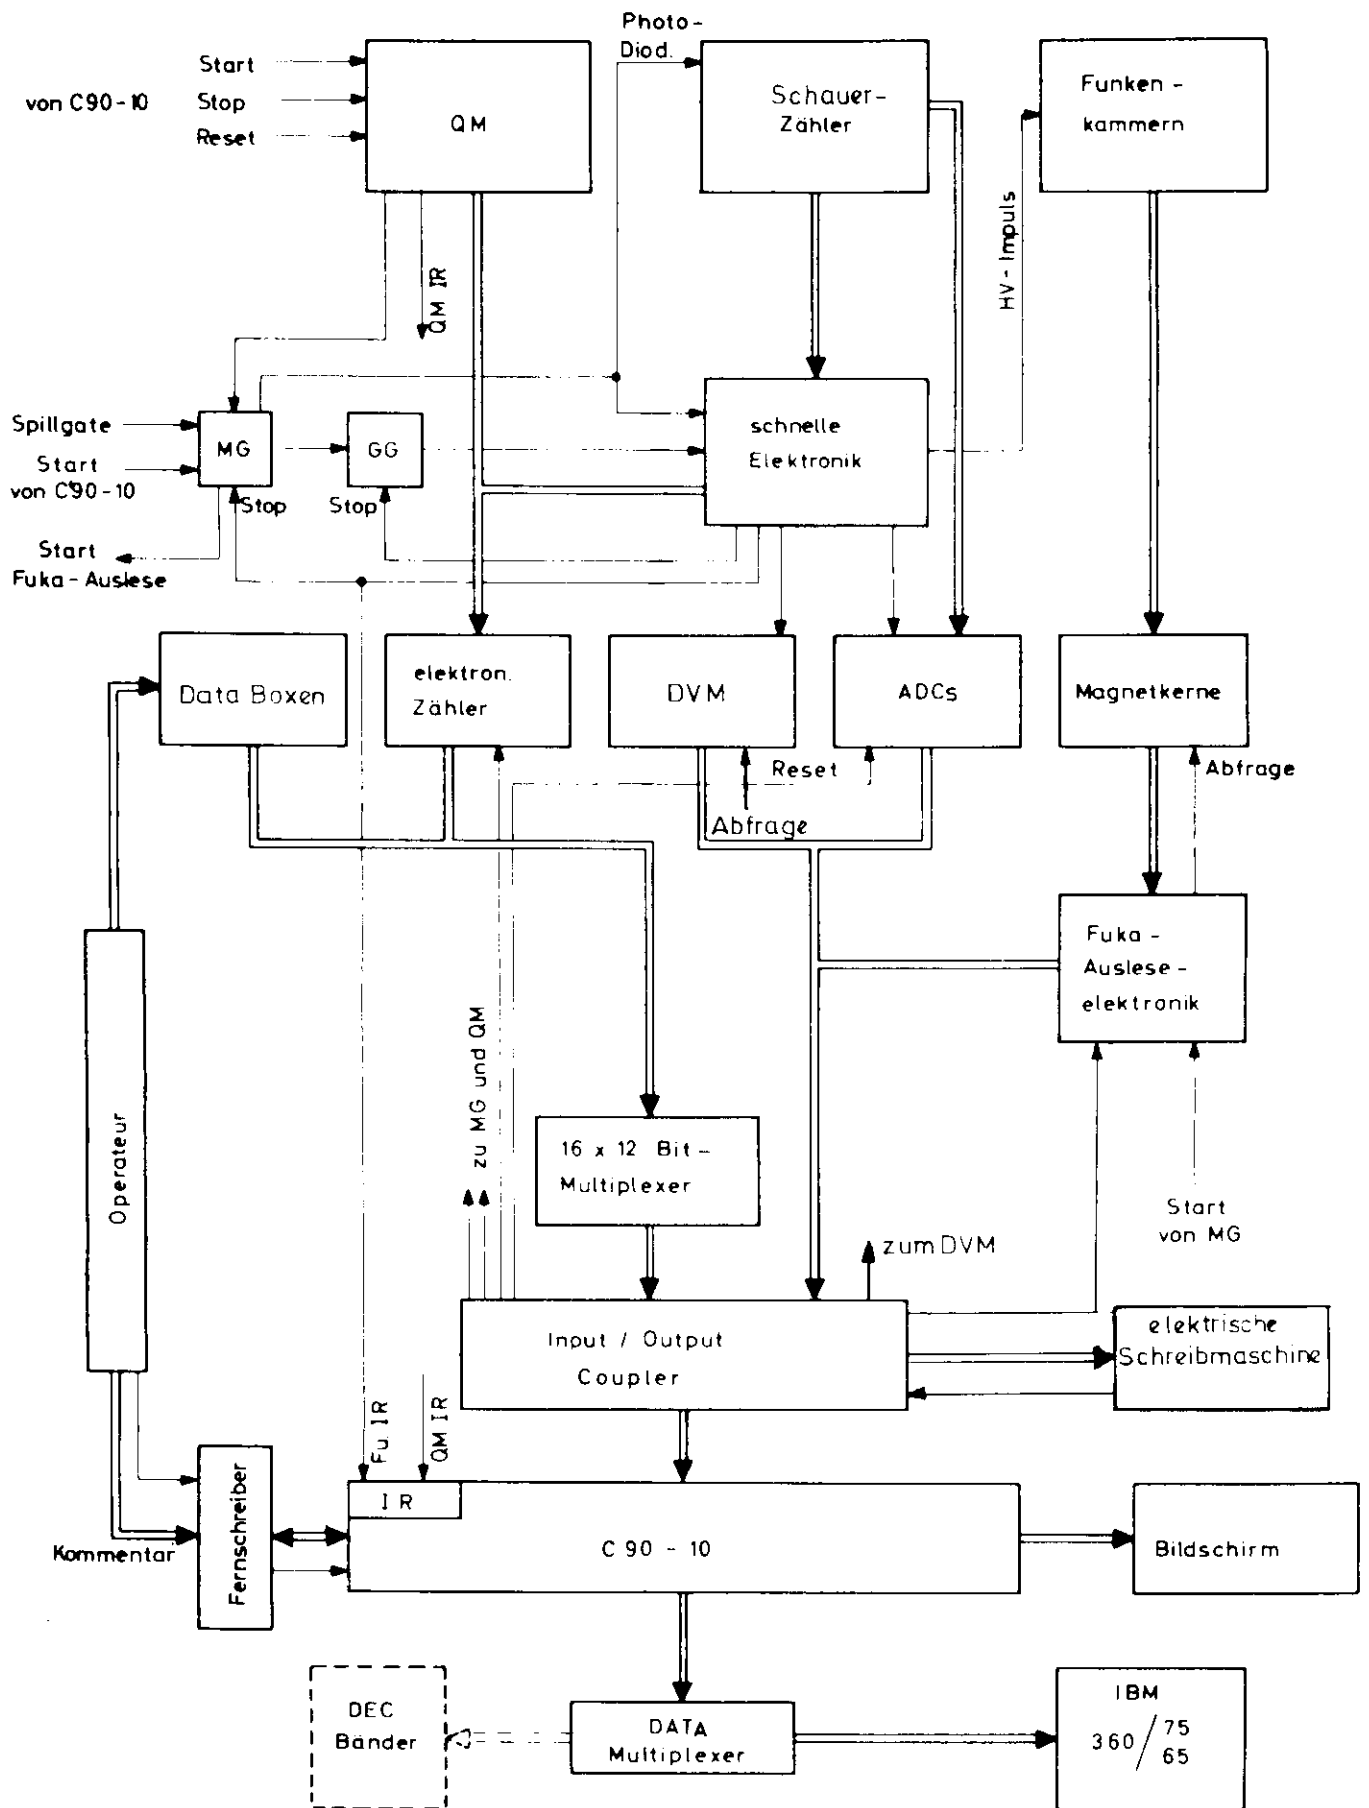 Photo-
Diod.
Start
von C90-10
Stop
Reset
QM
Schauer-
Zähler
Funken-
kammern
HV-Impuls
QM IR
Spillgate
Start
von C90-10
MG
Stop
GG
Stop
schnelle
Elektronik
Start
Fuka-Auslese
Data Boxen
elektron.
Zähler
DVM
ADCs
Magnetkerne
Reset
Abfrage
Abfrage
Fuka-
Auslese-
elektronik
Operateur
zu MG und QM
16 x 12 Bit-
Multiplexer
Start
von MG
zum DVM
Input / Output
Coupler
elektrische
Schreibmaschine
Fu. IR
QM IR
Kommentar
Fernschreiber
IR
C90-10
Bildschirm
DEC
Bänder
DATA
Multiplexer
IBM
360/75
65